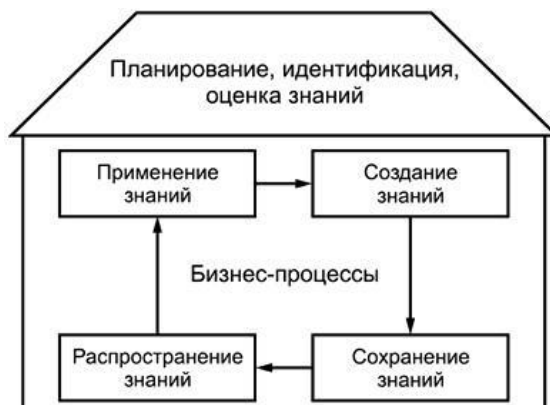 Планирование, идентификация,
оценка знаний
Применение
знаний
Создание
знаний
Бизнес-процессы
Распространение
знаний
Сохранение
знаний